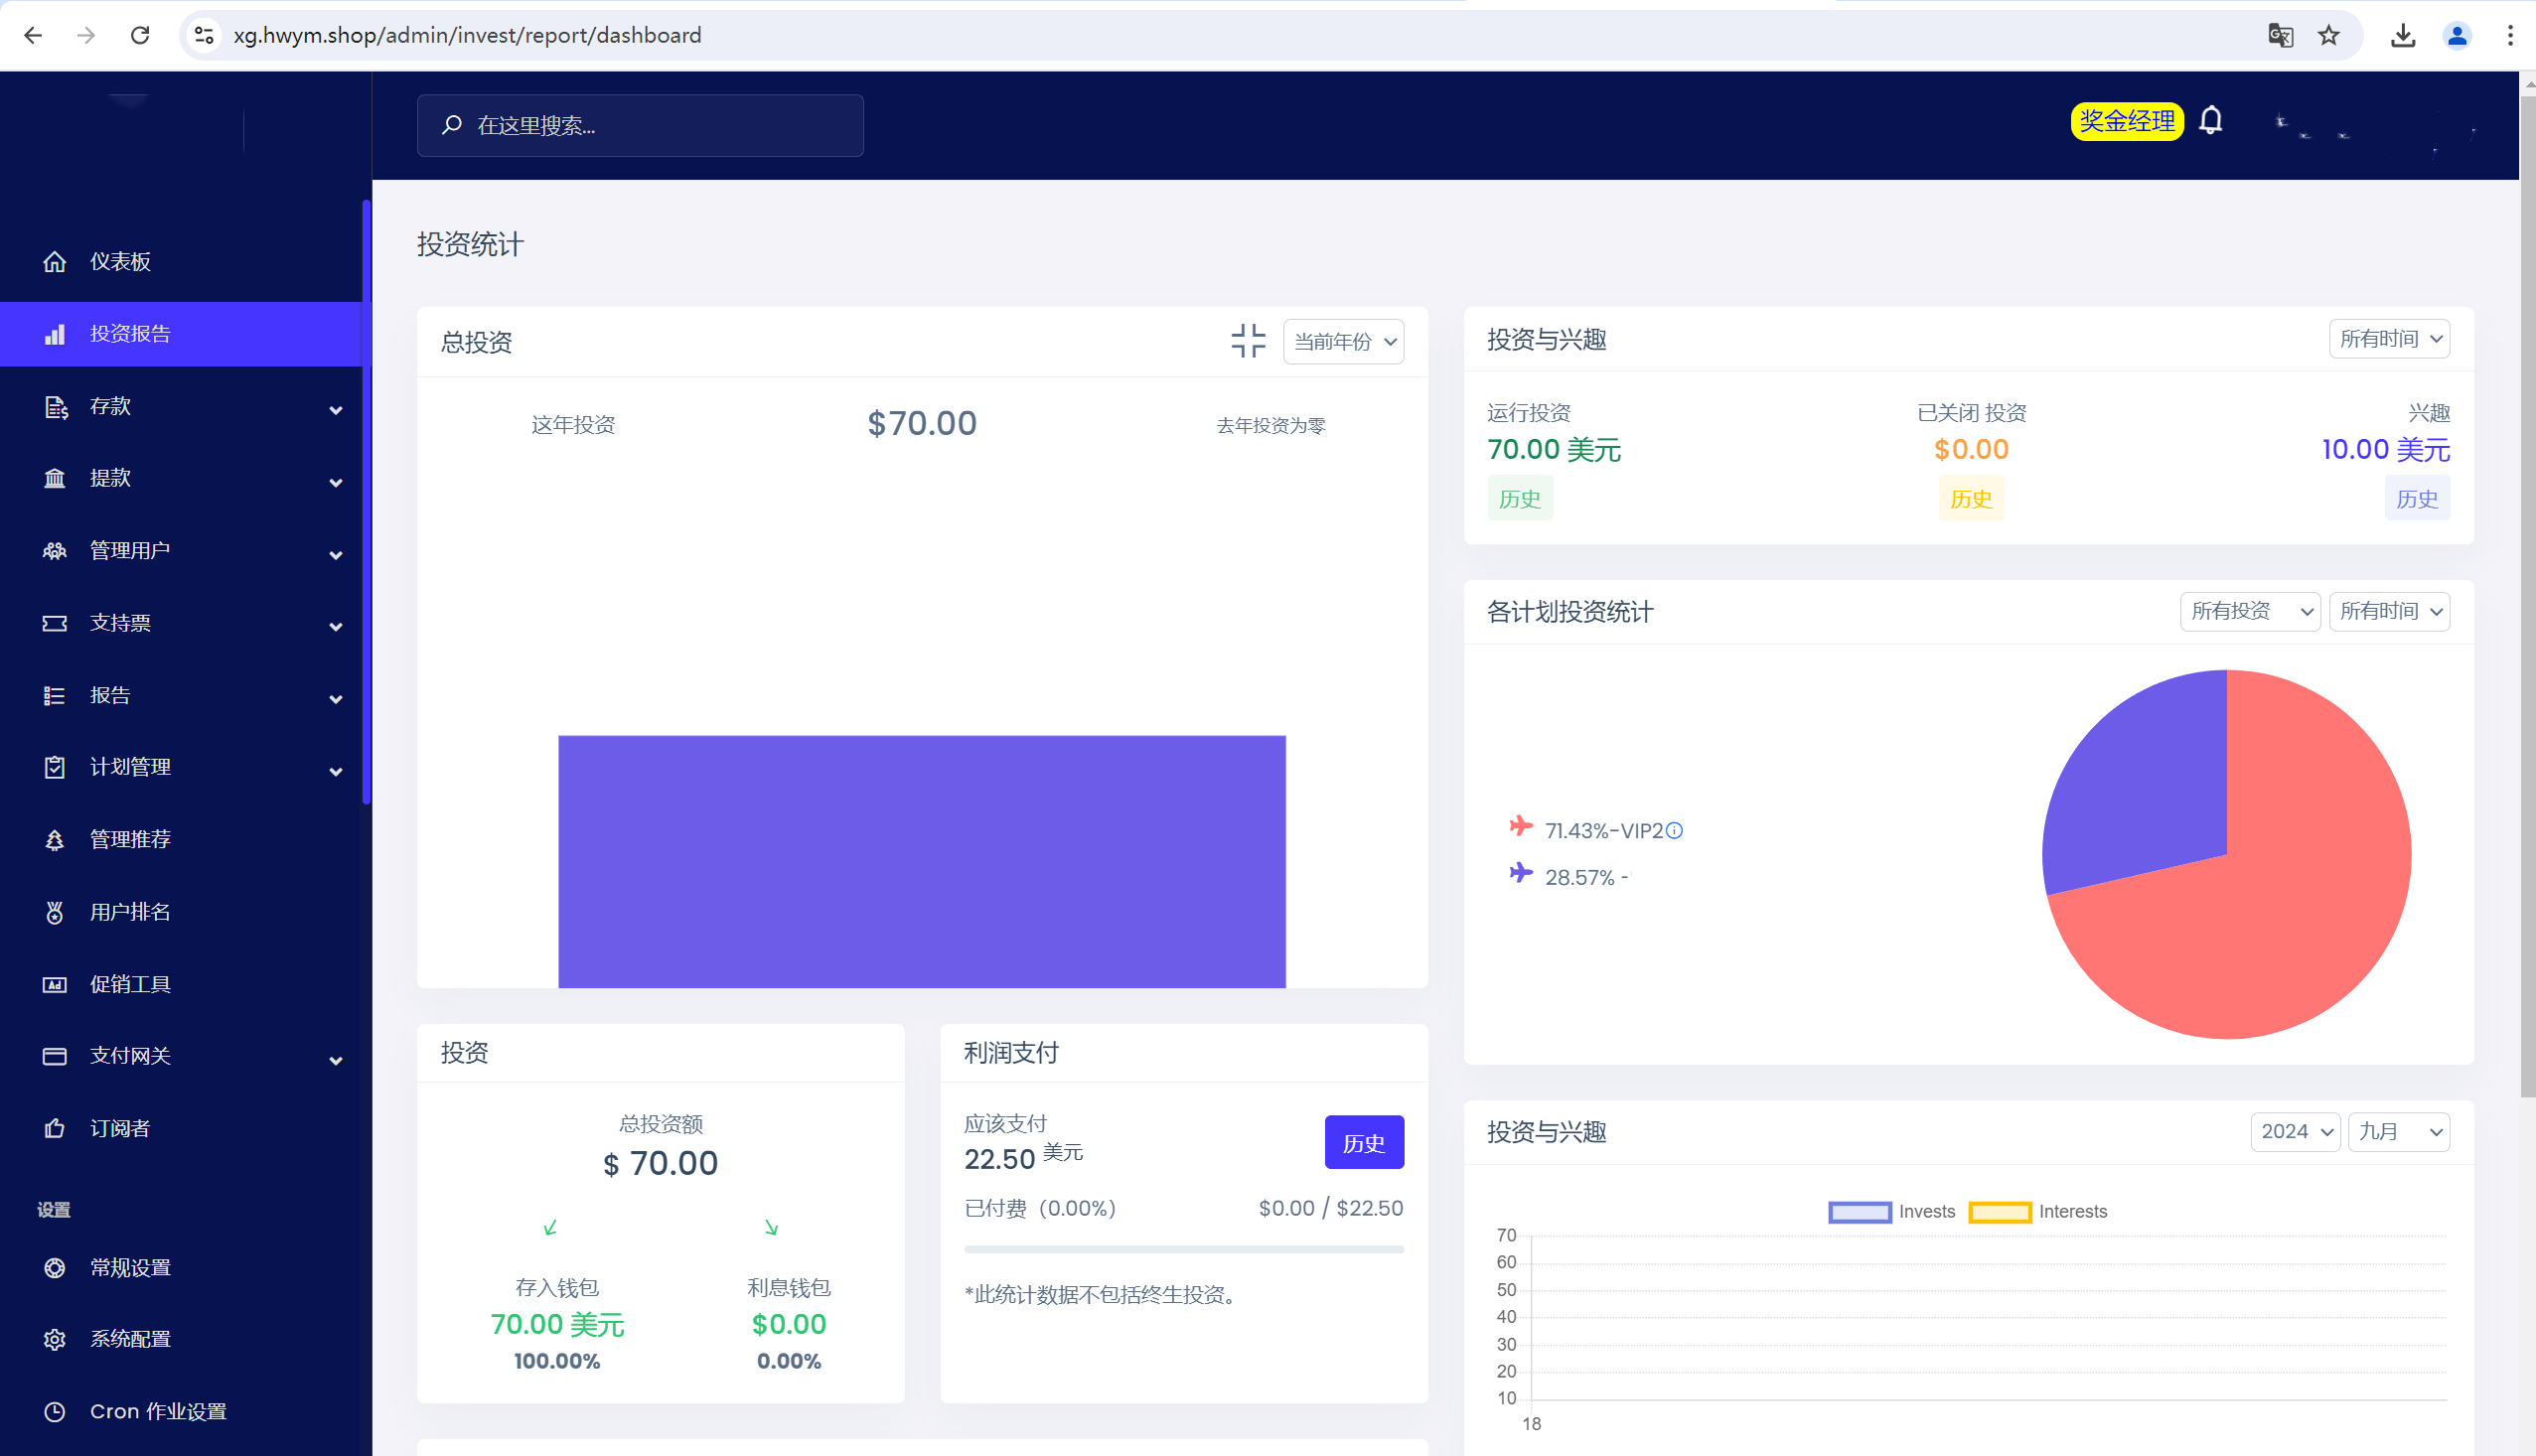 xg.hwym.shop/admin/invest/report/dashboard
在这里搜索...
奖金经理
仪表板
投资报告
存款
提款
管理用户
支持票
报告
计划管理
管理推荐
用户排名
Ad
促销工具
支付网关
订阅者
设置
常规设置
系统配置
Cron 作业设置
投资统计
总投资
当前年份
这年投资
$70.00
去年投资为零
投资与兴趣
所有时间
运行投资
已关闭 投资
兴趣
70.00 美元
$0.00
10.00 美元
历史
历史
历史
各计划投资统计
所有投资
所有时间
71.43%-VIP2
28.57% -
投资
总投资额
$ 70.00
存入钱包
利息钱包
70.00 美元
$0.00
100.00%
0.00%
利润支付
应该支付
22.50 美元
历史
已付费（0.00%）
$0.00 / $22.50
*此统计数据不包括终生投资。
投资与兴趣
2024
九月
Invests
Interests
70
60
50
40
30
20
10
18